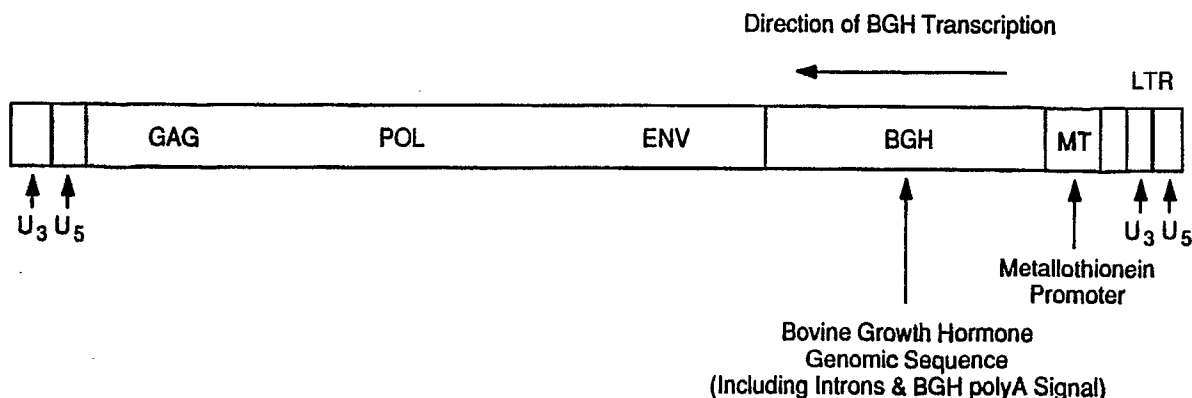 Direction of BGH Transcription
LTR
GAG POL ENV BGH MT
U3 U5 U3 U5
Metallothionein
Promoter
Bovine Growth Hormone
Genomic Sequence
(Including Introns & BGH polyA Signal)